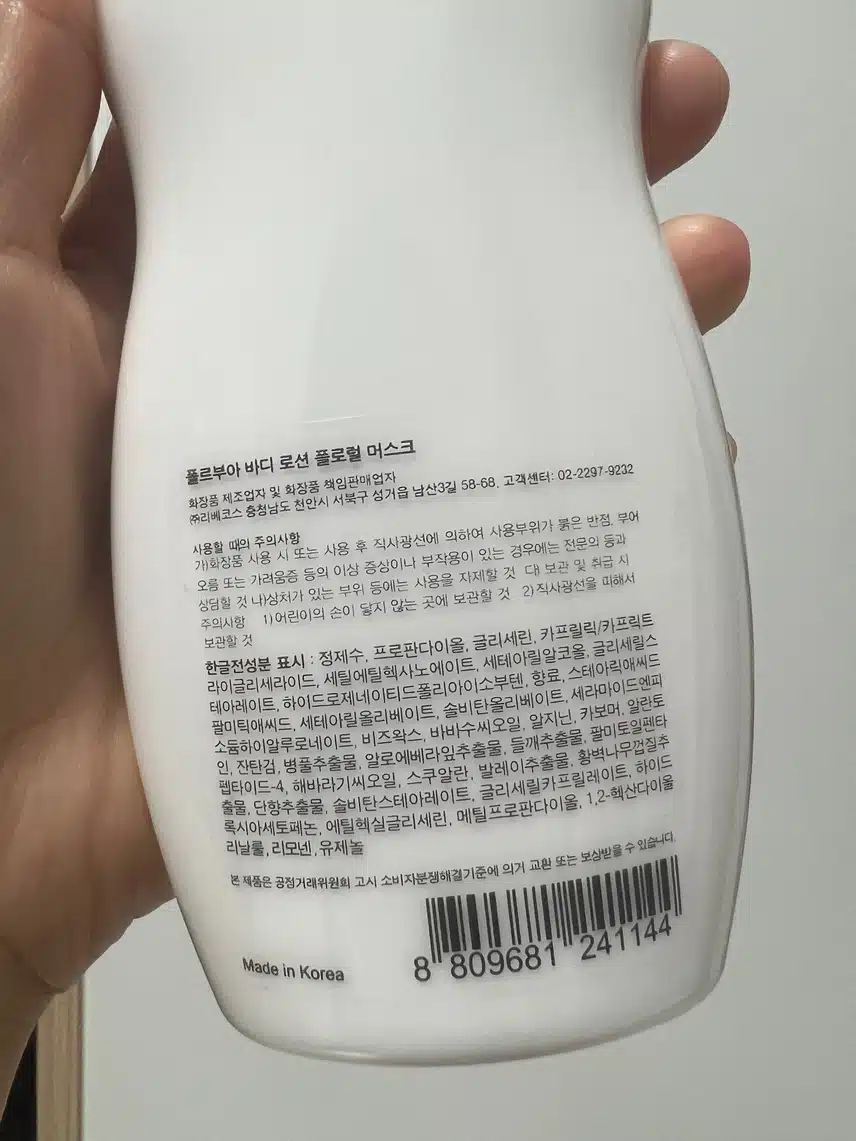 플르부아 바디 로션 플로럴 머스크
화장품 제조업자 및 화장품 책임판매업자
㈜리베코스 충청남도 천안시 서북구 성거읍 남산3길 58-68, 고객센터: 02-2297-9232
사용할 때의 주의사항
가)화장품 사용 시 또는 사용 후 직사광선에 의하여 사용부위가 붉은 반점, 부어
오름 또는 가려움증 등의 이상 증상이나 부작용이 있는 경우에는 전문의 등과
상담할 것 나)상처가 있는 부위 등에는 사용을 자제할 것 다) 보관 및 취급 시
주의사항 1)어린이의 손이 닿지 않는 곳에 보관할 것 2)직사광선을 피해서
보관할 것
한글전성분 표시 : 정제수, 프로판다이올, 글리세린, 카프릴릭/카프릭트
라이글리세라이드, 세틸에틸헥사노에이트, 세테아릴알코올, 글리세릴스
테아레이트, 하이드로제네이티드폴리아이소부텐, 향료, 스테아릭애씨드
팔미틱애씨드, 세테아릴올리베이트, 솔비탄올리베이트, 세라마이드엔피
소듐하이알루로네이트, 비즈왁스, 바바수씨오일, 알지닌, 카보머, 알란토
인, 잔탄검, 병풀추출물, 알로에베라잎추출물, 들깨추출물, 팔미토일펜타
펩타이드-4, 해바라기씨오일, 스쿠알란, 발레이추출물, 황벽나무껍질추
출물, 단향추출물, 솔비탄스테아레이트, 글리세릴카프릴레이트, 하이드
록시아세토페논, 에틸헥실글리세린, 메틸프로판다이올, 1,2-헥산다이올
리날룰, 리모넨, 유제놀
본 제품은 공정거래위원회 고시 소비자분쟁해결기준에 의거 교환 또는 보상받을 수 있습니다.
Made in Korea
8 809681 241144